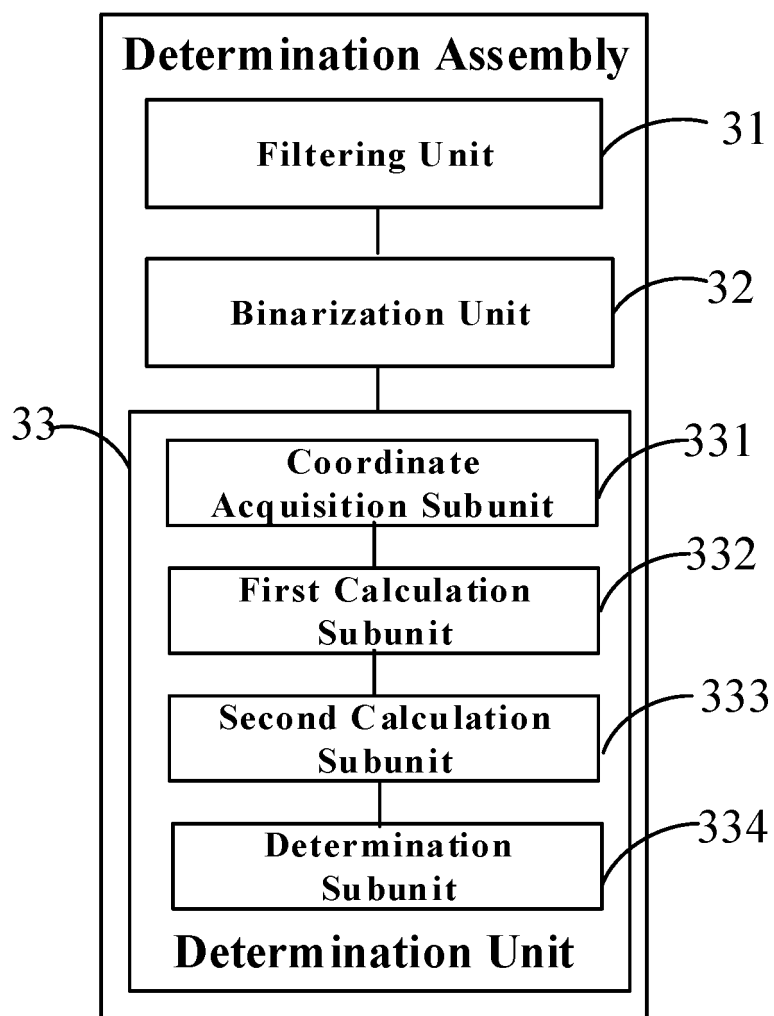 Determination Assembly
Filtering Unit
31
Binarization Unit
32
33
Coordinate
Acquisition Subunit
331
First Calculation
Subunit
332
Second Calculation
Subunit
333
Determination
Subunit
334
Determination Unit